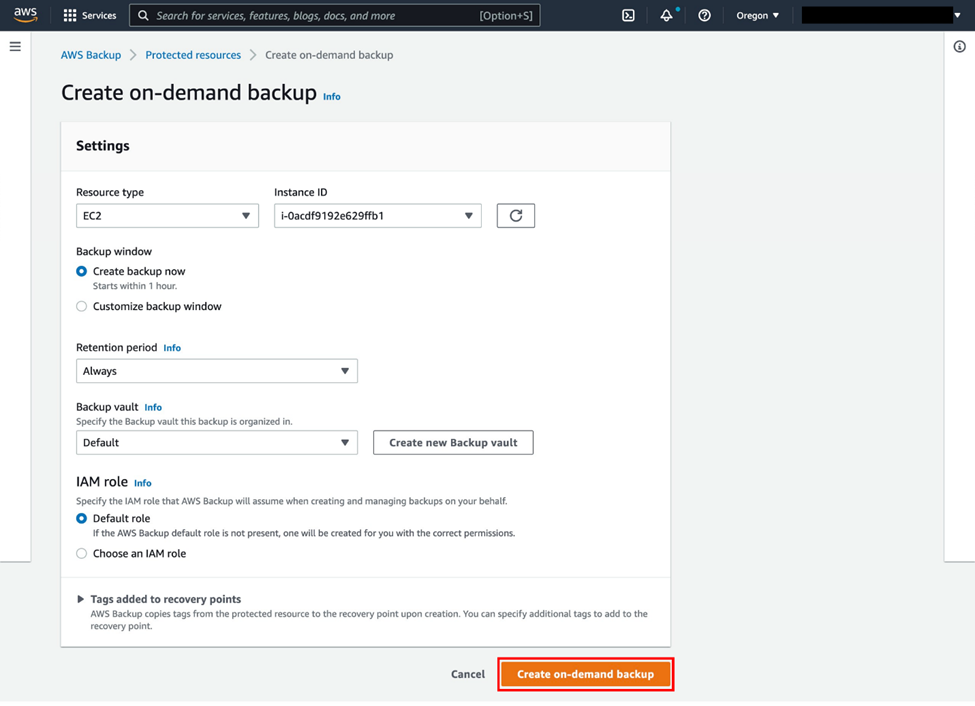 aws Services Search for services, features, blogs, docs, and more [Option+S] Oregon
AWS Backup Protected resources Create on-demand backup
Create on-demand backup Info
Settings
Resource type Instance ID
EC2 i-0acdf9192e629ffb1
Backup window
Create backup now
Starts within 1 hour.
Customize backup window
Retention period Info
Always
Backup vault Info
Specify the Backup vault this backup is organized in.
Default Create new Backup vault
IAM role Info
Specify the IAM role that AWS Backup will assume when creating and managing backups on your behalf.
Default role
If the AWS Backup default role is not present, one will be created for you with the correct permissions.
Choose an IAM role
Tags added to recovery points
AWS Backup copies tags from the protected resource to the recovery point upon creation. You can specify additional tags to add to the
recovery point.
Cancel Create on-demand backup